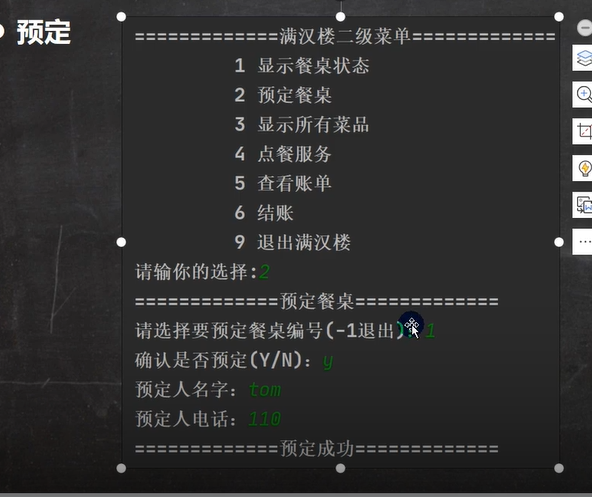 预定
=============满汉楼二级菜单=============
1 显示餐桌状态
2 预定餐桌
3 显示所有菜品
4 点餐服务
5 查看账单
6 结账
9 退出满汉楼
请输你的选择:2
=============预定餐桌=============
请选择要预定餐桌编号(-1退出): 1
确认是否预定(Y/N): y
预定人名字: tom
预定人电话: 110
=============预定成功=============